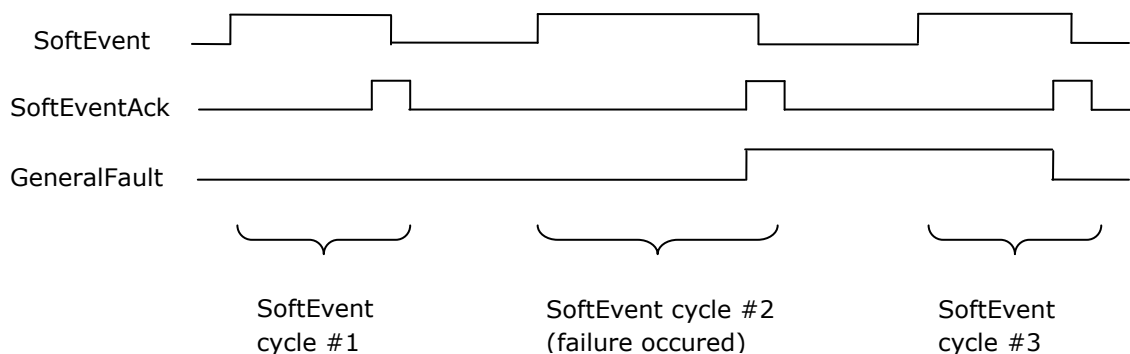 SoftEvent
SoftEventAck
GeneralFault
SoftEvent
cycle #1
SoftEvent cycle #2
(failure occured)
SoftEvent
cycle #3